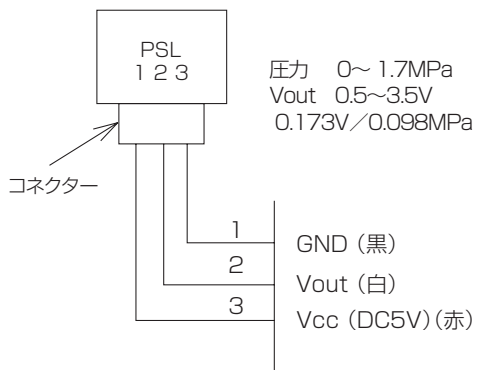 PSL
1 2 3
圧力 0～1.7MPa
Vout 0.5～3.5V
0.173V／0.098MPa
コネクター
1
GND（黒）
2
Vout（白）
3
Vcc（DC5V）（赤）